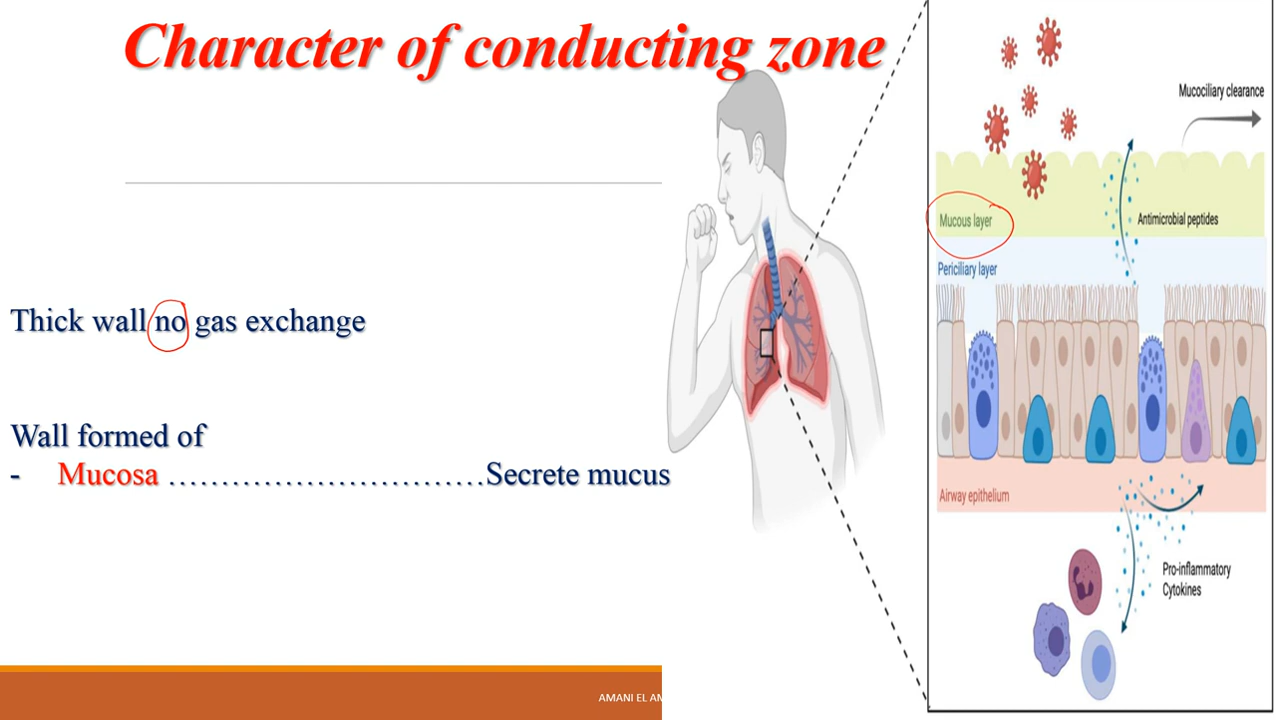 Character of conducting zone
Thick wall no gas exchange
Wall formed of
- Mucosa …………………………Secrete mucus
AMANI EL
Mucociliary clearance
Mucous layer
Antimicrobial peptides
Periciliary layer
Airway epithelium
Pro-inflammatory
Cytokines